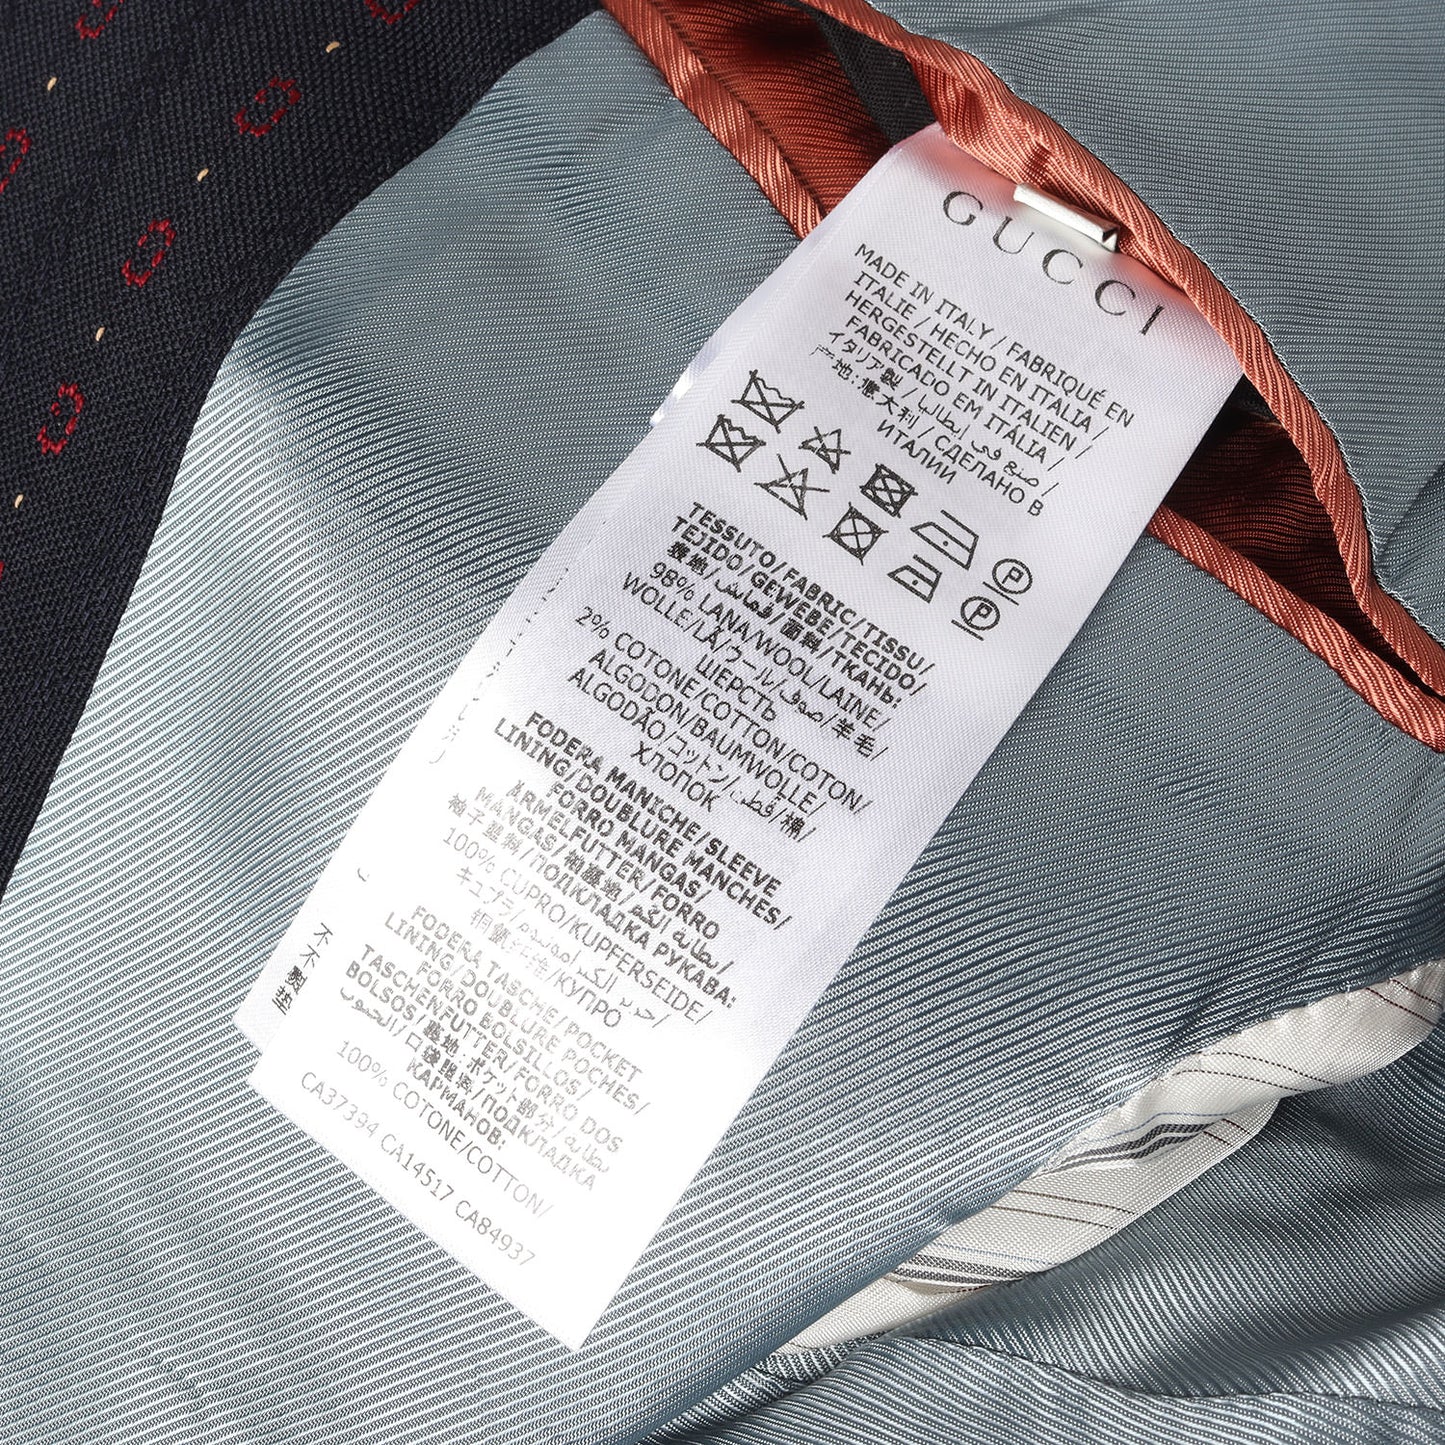 GUCCI
MADE IN ITALY / FABRIQUÉ EN
ITALIE / HECHO EN ITALIA /
HERGESTELLT IN ITALIEN /
FABRICADO EM ITÁLIA /
イタリア製 / صنع في إيطاليا /
产地:意大利 / СДЕЛАНО В
ИТАЛИИ
P
P
TESSUTO/FABRIC/TISSU/
TEJIDO/GEWEBE/TECIDO/
表地/قماش/面料/ТКАНЬ:
98% LANA/WOOL/LAINE/
WOLLE/LÃ/ウール/صوف/羊毛/
ШЕРСТЬ
2% COTONE/COTTON/COTON/
ALGODON/BAUMWOLLE/
ALGODÃO/コットン/قطن/棉/
ХЛОПОК
FODERA MANICHE/SLEEVE
LINING/DOUBLURE MANCHES/
FORRO MANGAS/
ÄRMELFUTTER/FORRO
MANGAS/袖裏地/بطانة الكم/
袖子里料/ПОДКЛАДКА РУКАВА:
100% CUPRO/KUPFERSEIDE/
キュプラ/
铜氨纤维/КУПРО
FODERA TASCHE/POCKET
LINING/DOUBLURE POCHES/
FORRO BOLSILLOS/
TASCHENFUTTER/FORRO DOS
BOLSOS/裏地:ポケット部分/بطانة
الجيوب/口袋里料/ПОДКЛАДКА
КАРМАНОВ:
100% COTONE/COTTON/
CA37394 CA14517 CA84937